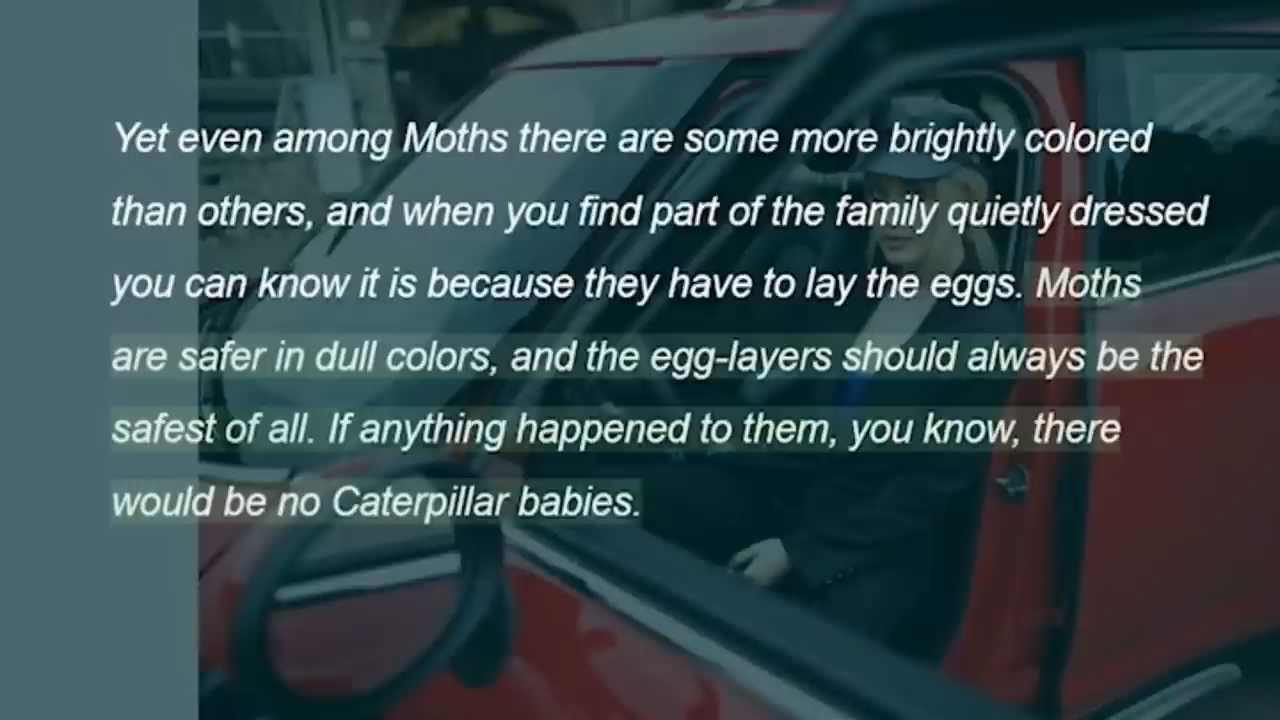 Yet even among Moths there are some more brightly colored
than others, and when you find part of the family quietly dressed
you can know it is because they have to lay the eggs. Moths
are safer in dull colors, and the egg-layers should always be the
safest of all. If anything happened to them, you know, there
would be no Caterpillar babies.